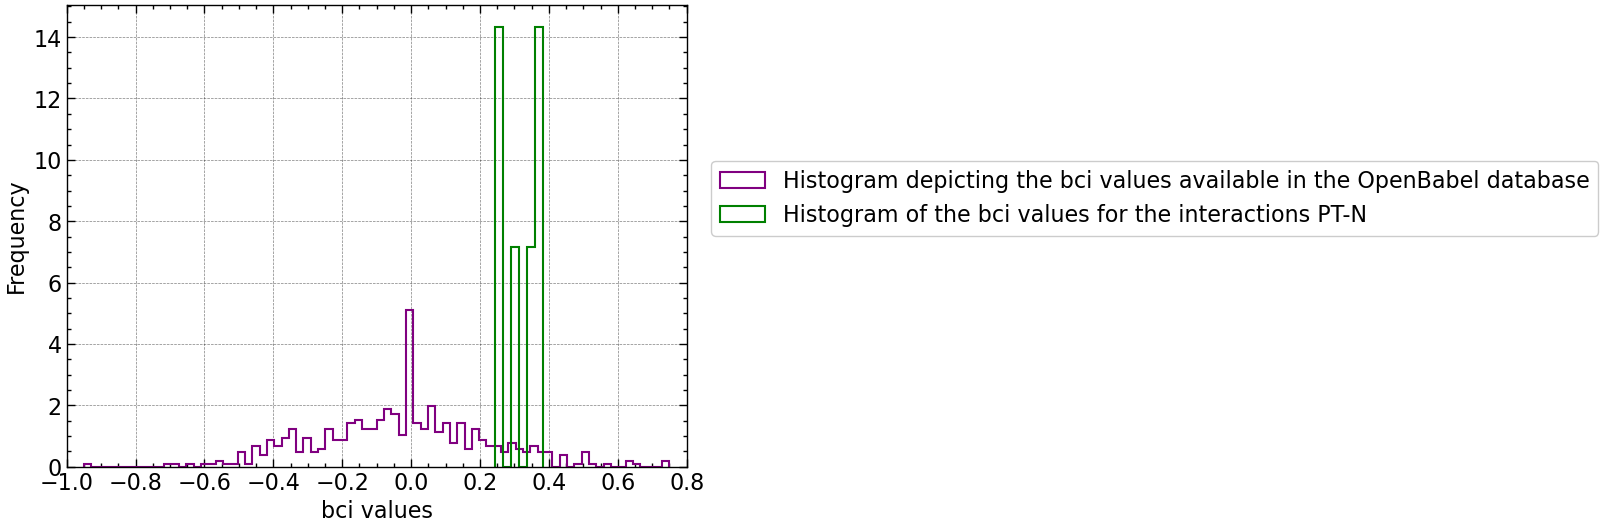 14
12
10
8
6
4
2
0
Frequency
−1.0 −0.8 −0.6 −0.4 −0.2 0.0 0.2 0.4 0.6 0.8
bci values
Histogram depicting the bci values available in the OpenBabel database
Histogram of the bci values for the interactions PT-N